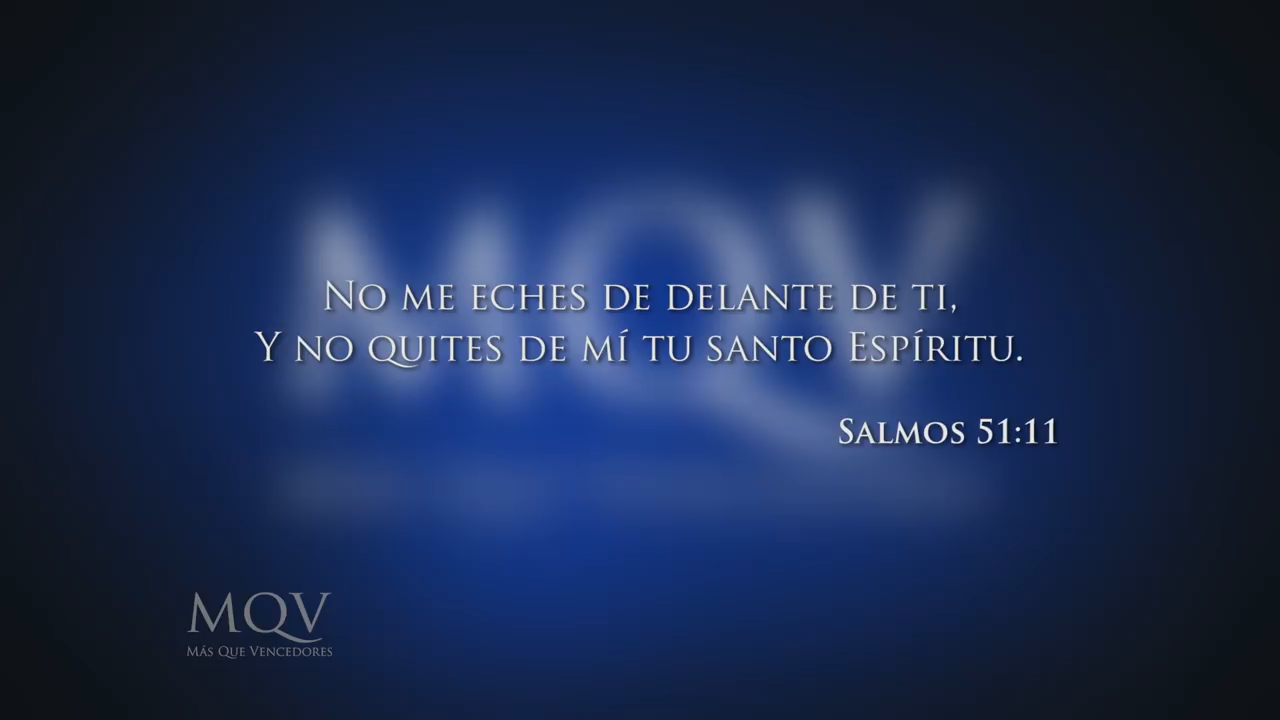 MQV
No me eches de delante de ti,
Y no quites de mí tu santo Espíritu.
Salmos 51:11
MQV
Más Que Vencedores